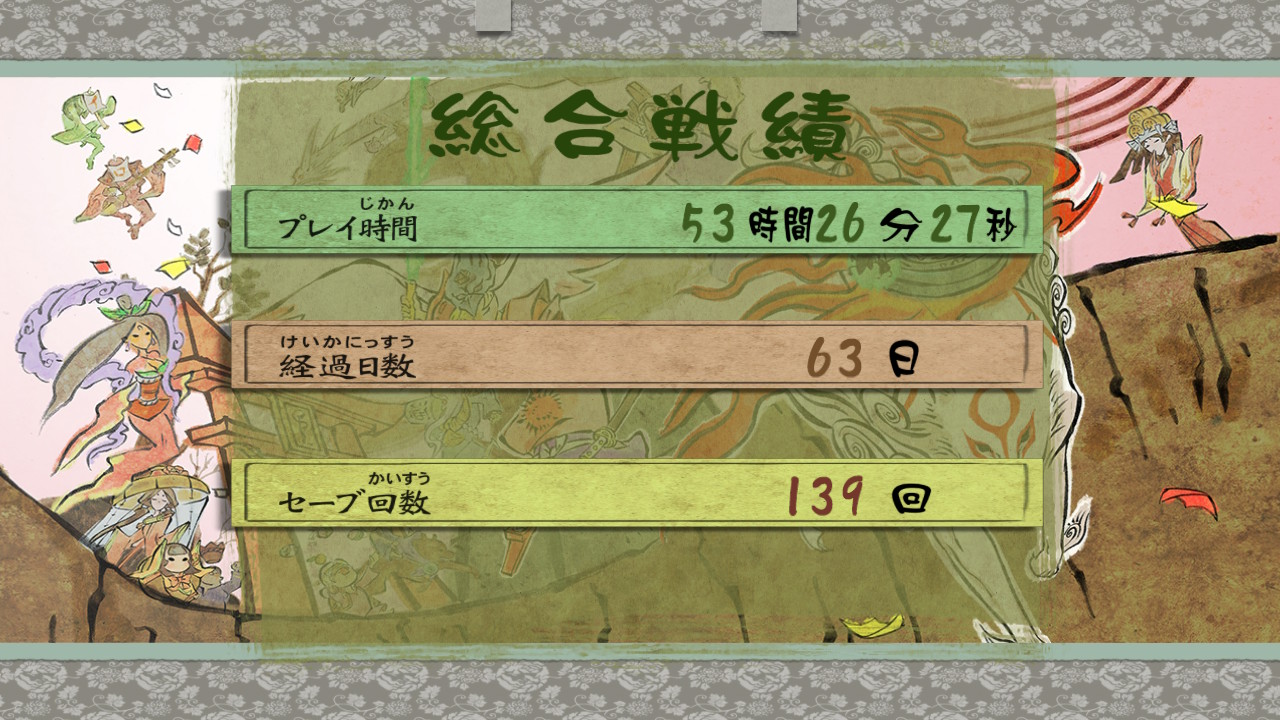 総合戦績
じかん
プレイ時間 53時間26分27秒
けいかにっすう
経過日数 63日
かいすう
セーブ回数 139回